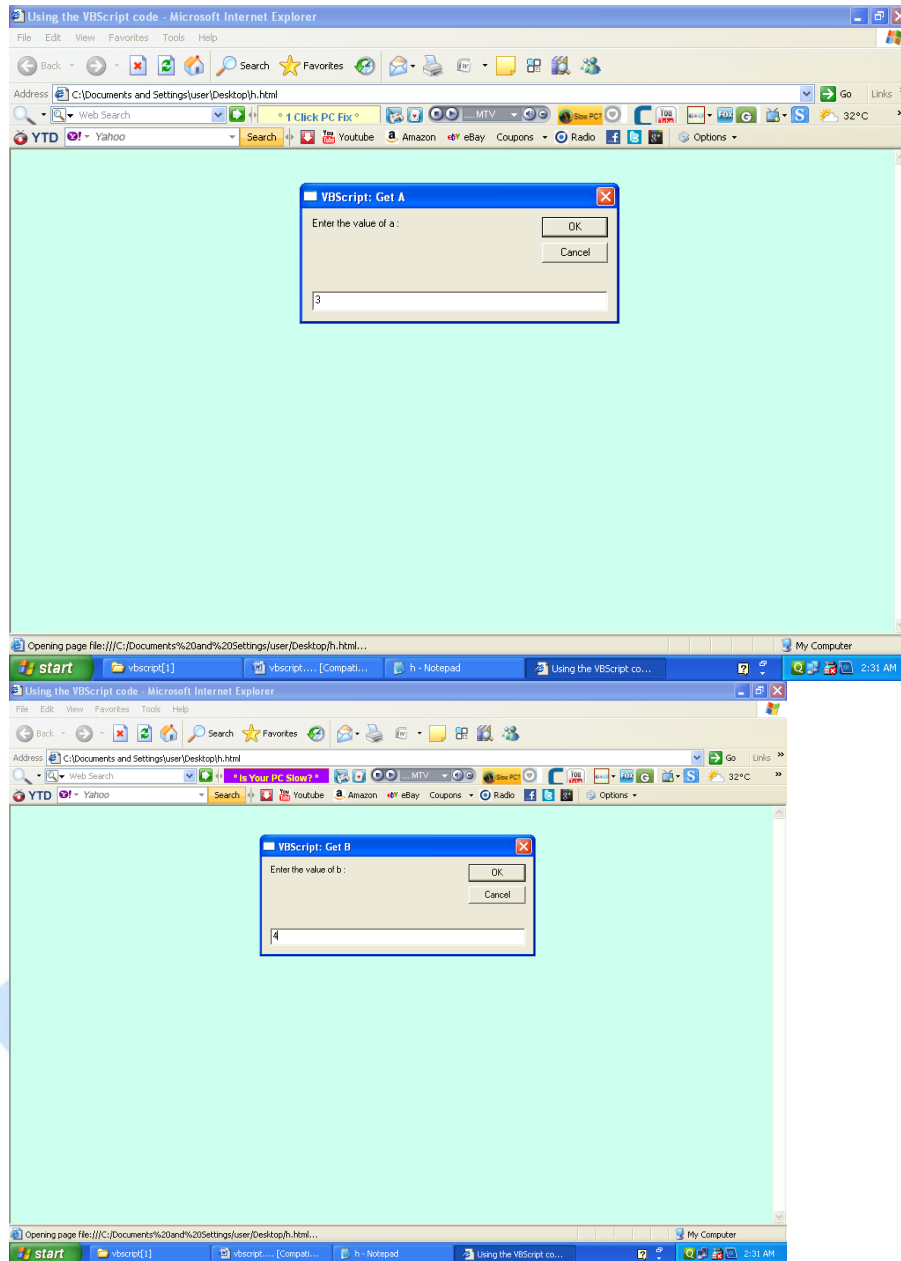 Using the VBScript code - Microsoft Internet Explorer
File Edit View Favorites Tools Help
Back Search Favorites
Address C:\Documents and Settings\user\Desktop\h.html Go Links
Web Search ° 1 Click PC Fix ° .... MTV Slow PC? 32°C
YTD Yahoo Search Youtube Amazon eBay Coupons Radio Options
VBScript: Get A
Enter the value of a :
OK
Cancel
3
Opening page file:///C:/Documents%20and%20Settings/user/Desktop/h.html... My Computer
start vbscript[1] vbscript.... [Compati... h - Notepad Using the VBScript co... 2:31 AM
Using the VBScript code - Microsoft Internet Explorer
File Edit View Favorites Tools Help
Back Search Favorites
Address C:\Documents and Settings\user\Desktop\h.html Go Links »
Web Search ° Is Your PC Slow? ° .... MTV Slow PC? 32°C »
YTD Yahoo Search Youtube Amazon eBay Coupons Radio Options
VBScript: Get B
Enter the value of b :
OK
Cancel
4
Opening page file:///C:/Documents%20and%20Settings/user/Desktop/h.html... My Computer
start vbscript[1] vbscript.... [Compati... h - Notepad Using the VBScript co... 2:31 AM